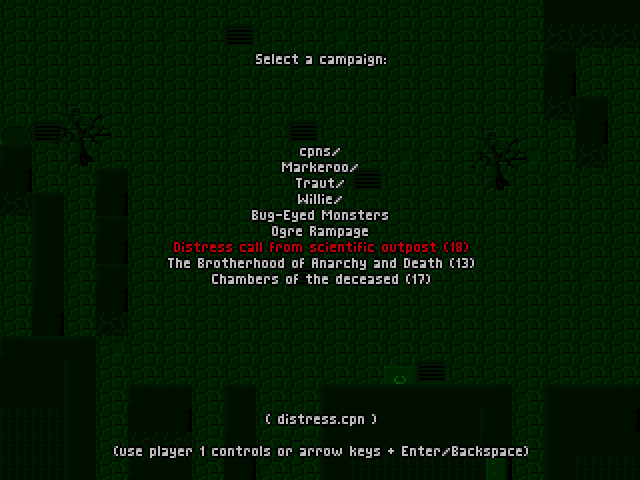 Select a campaign:
cpns/
Markeroo/
Traut/
Willie/
Bug-Eyed Monsters
Ogre Rampage
Distress call from scientific outpost (18)
The Brotherhood of Anarchy and Death (13)
Chambers of the deceased (17)
( distress.cpn )
(use player 1 controls or arrow keys + Enter/Backspace)